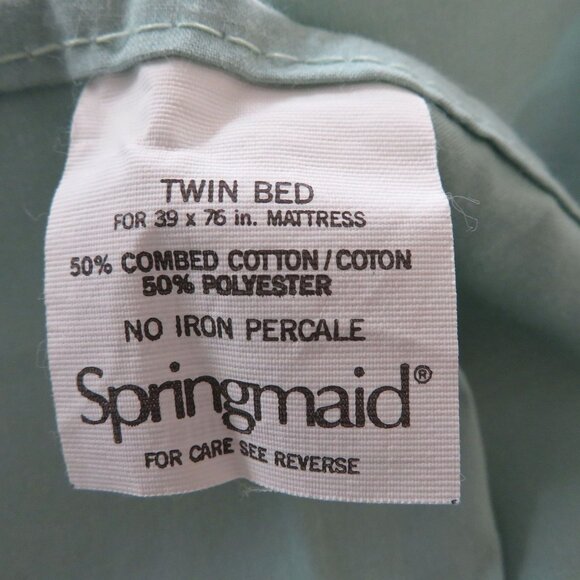 TWIN BED
FOR 39 x 76 in. MATTRESS
50% COMBED COTTON/COTON
50% POLYESTER
NO IRON PERCALE
Springmaid®
FOR CARE SEE REVERSE